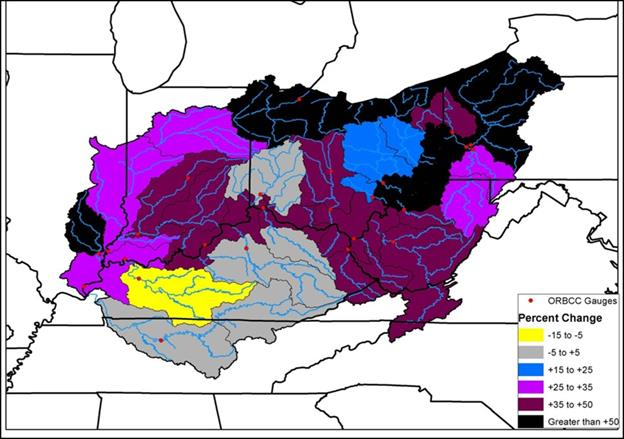 ORBCC Gauges
Percent Change
-15 to -5
-5 to +5
+15 to +25
+25 to +35
+35 to +50
Greater than +50